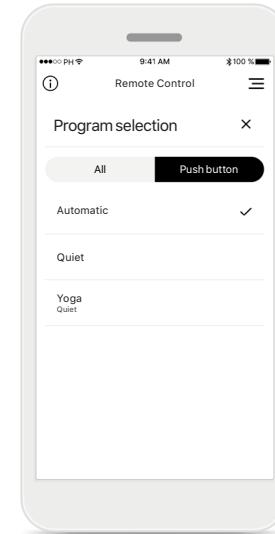 PH 9:41 AM 100 %
Remote Control
Program selection
All Push button
Automatic
Quiet
Yoga
Quiet